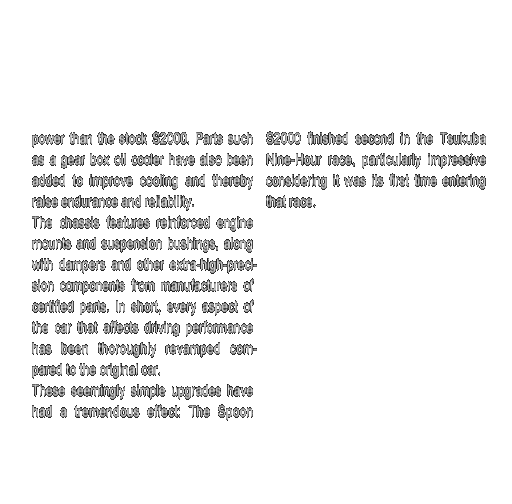 power than the stock S2000. Parts such
as a gear box oil cooler have also been
added to improve cooling and thereby
raise endurance and reliability.
The chassis features reinforced engine
mounts and suspension bushings, along
with dampers and other extra-high-preci-
sion components from manufacturers of
certified parts. In short, every aspect of
the car that affects driving performance
has been thoroughly revamped com-
pared to the original car.
These seemingly simple upgrades have
had a tremendous effect. The Spoon
S2000 finished second in the Tsukuba
Nine-Hour race, particularly impressive
considering it was its first time entering
that race.